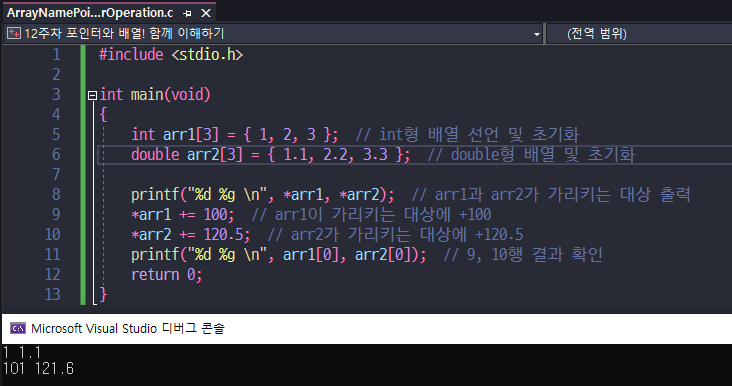 ArrayNamePoi...rOperation.c
12주차 포인터와 배열! 함께 이해하기 (전역 범위)
1 #include <stdio.h>
2
3 int main(void)
4 {
5 int arr1[3] = { 1, 2, 3 }; // int형 배열 선언 및 초기화
6 double arr2[3] = { 1.1, 2.2, 3.3 }; // double형 배열 및 초기화
7
8 printf("%d %g \n", *arr1, *arr2); // arr1과 arr2가 가리키는 대상 출력
9 *arr1 += 100; // arr1이 가리키는 대상에 +100
10 *arr2 += 120.5; // arr2가 가리키는 대상에 +120.5
11 printf("%d %g \n", arr1[0], arr2[0]); // 9, 10행 결과 확인
12 return 0;
13 }
Microsoft Visual Studio 디버그 콘솔
1 1.1
101 121.6